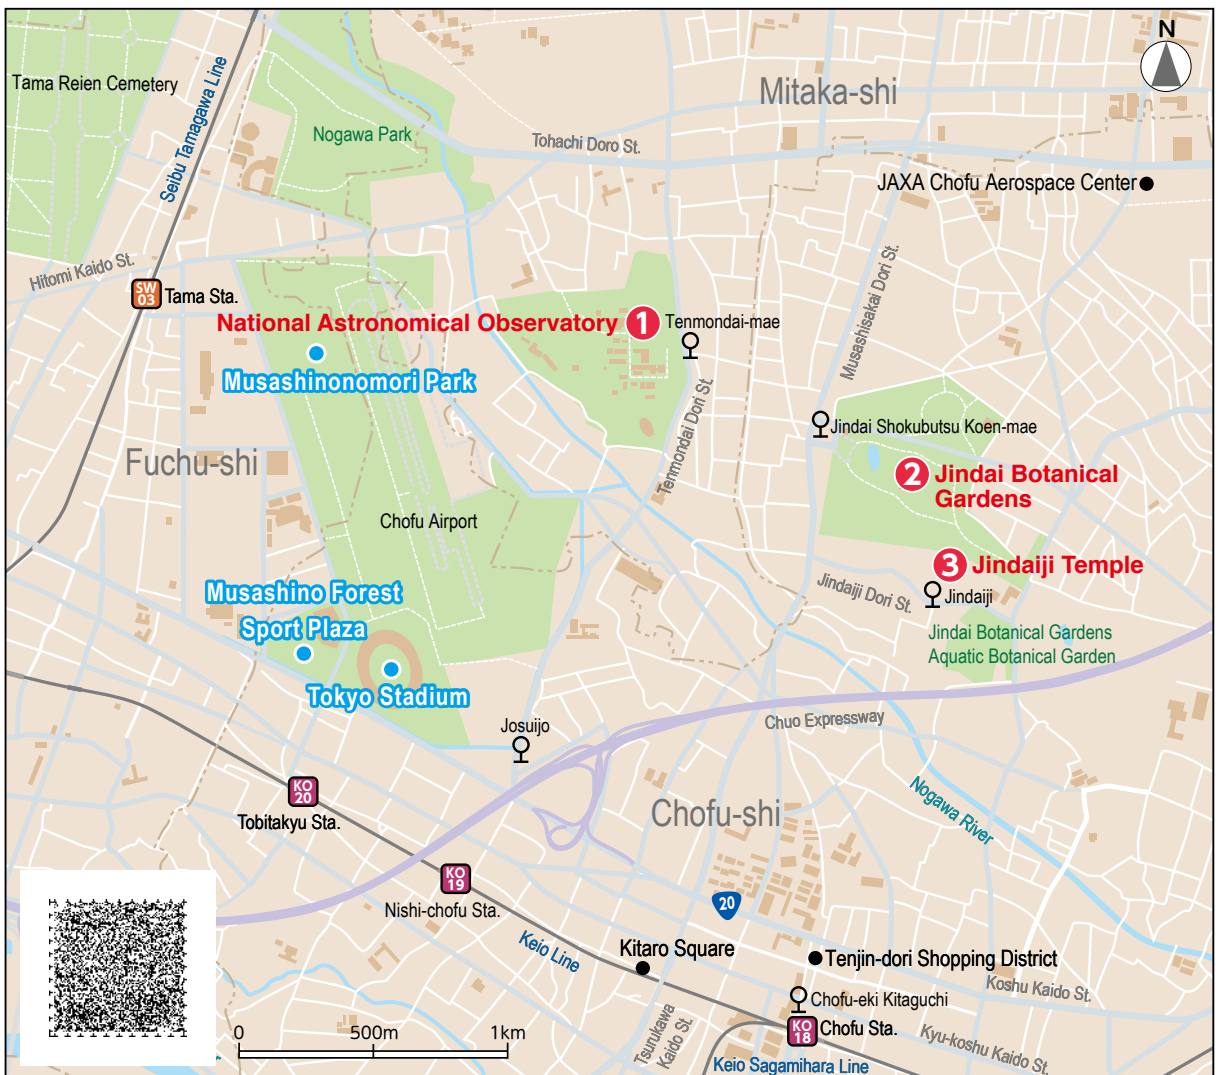 N
Mitaka-shi
Tama Reien Cemetery
Seibu Tamagawa Line
Nogawa Park
Tohachi Doro St.
JAXA Chofu Aerospace Center
Hitomi Kaido St.
SW
03
Tama Sta.
Musashisakai Dori St.
National Astronomical Observatory 1
Tenmondai-mae
Musashinonomori Park
Tenmondai Dori St.
Jindai Shokubutsu Koen-mae
Fuchu-shi
2 Jindai Botanical
Gardens
Chofu Airport
3 Jindaiji Temple
Jindaiji Dori St.
Jindaiji
Musashino Forest
Sport Plaza
Jindai Botanical Gardens
Aquatic Botanical Garden
Tokyo Stadium
Josuijo
Chuo Expressway
KO
20
Tobitakyu Sta.
Chofu-shi
Nogawa River
KO
19
Nishi-chofu Sta.
20
Keio Line
Kitaro Square
Tenjin-dori Shopping District
Koshu Kaido St.
Chofu-eki Kitaguchi
KO
18
Chofu Sta.
Kyu-koshu Kaido St.
Tsurukawa
Kaido St.
Keio Sagamihara Line
0 500m 1km